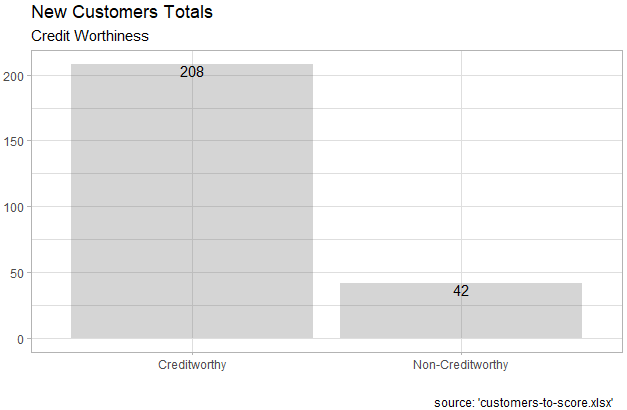 New Customers Totals
Credit Worthiness
200
150
100
50
0
208
42
Creditworthy
Non-Creditworthy
source: 'customers-to-score.xlsx'